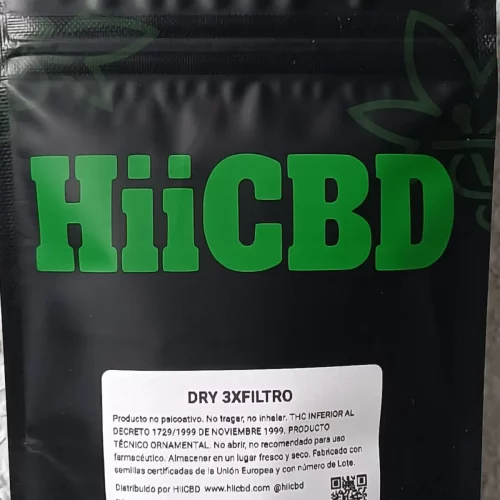 HiiCBD
DRY 3XFILTRO
Producto no psicoativo. No tragar, no inhalar. THC INFERIOR AL
DECRETO 1729/1999 DE NOVIEMBRE 1999. PRODUCTO
TÉCNICO ORNAMENTAL. No abrir, no recomendado para uso
farmacéutico. Almacenar en un lugar fresco y seco. Fabricado con
semillas certificadas de la Unión Europea y con número de Lote.
Distribuido por HiiCBD www.hiicbd.com @hiicbd